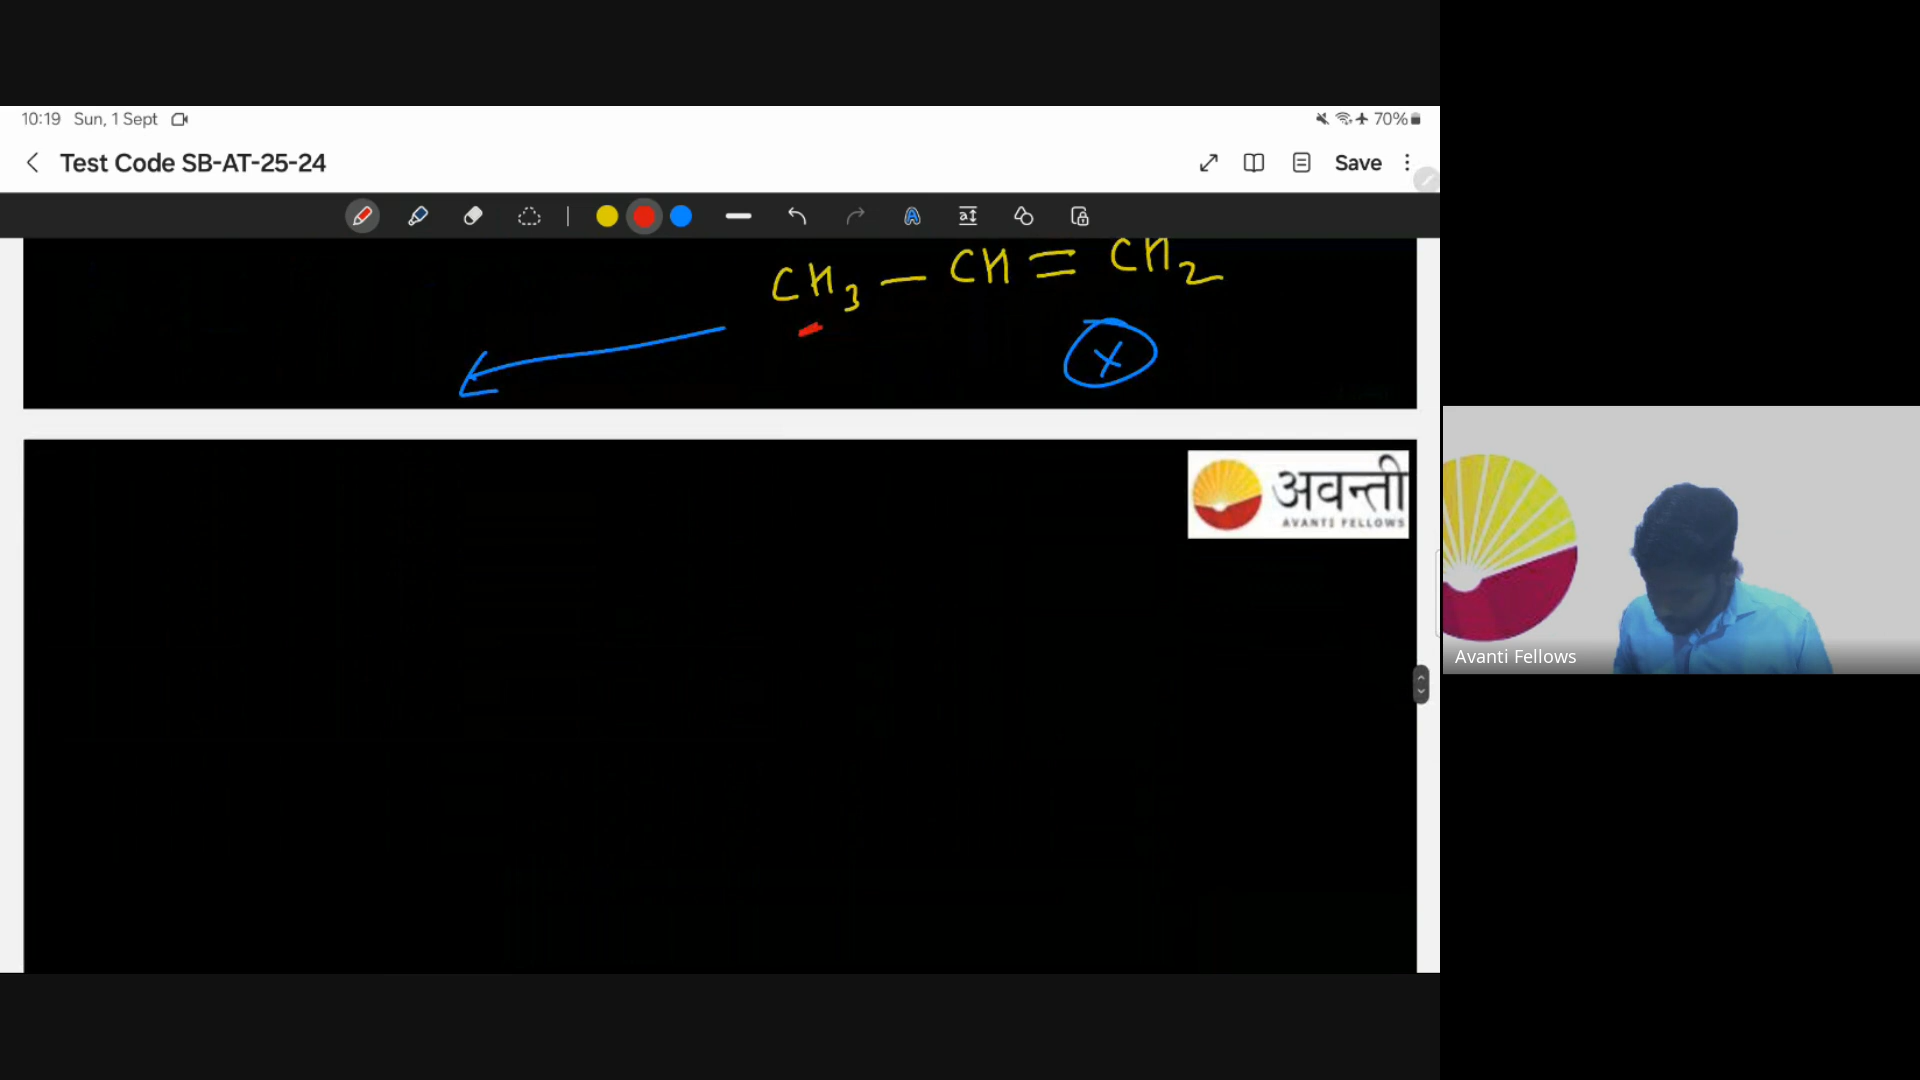 10:19 Sun, 1 Sept
70%
Test Code SB-AT-25-24
Save
CH3 — CH = CH2
X
अवन्ती
AVANTI FELLOWS
Avanti Fellows